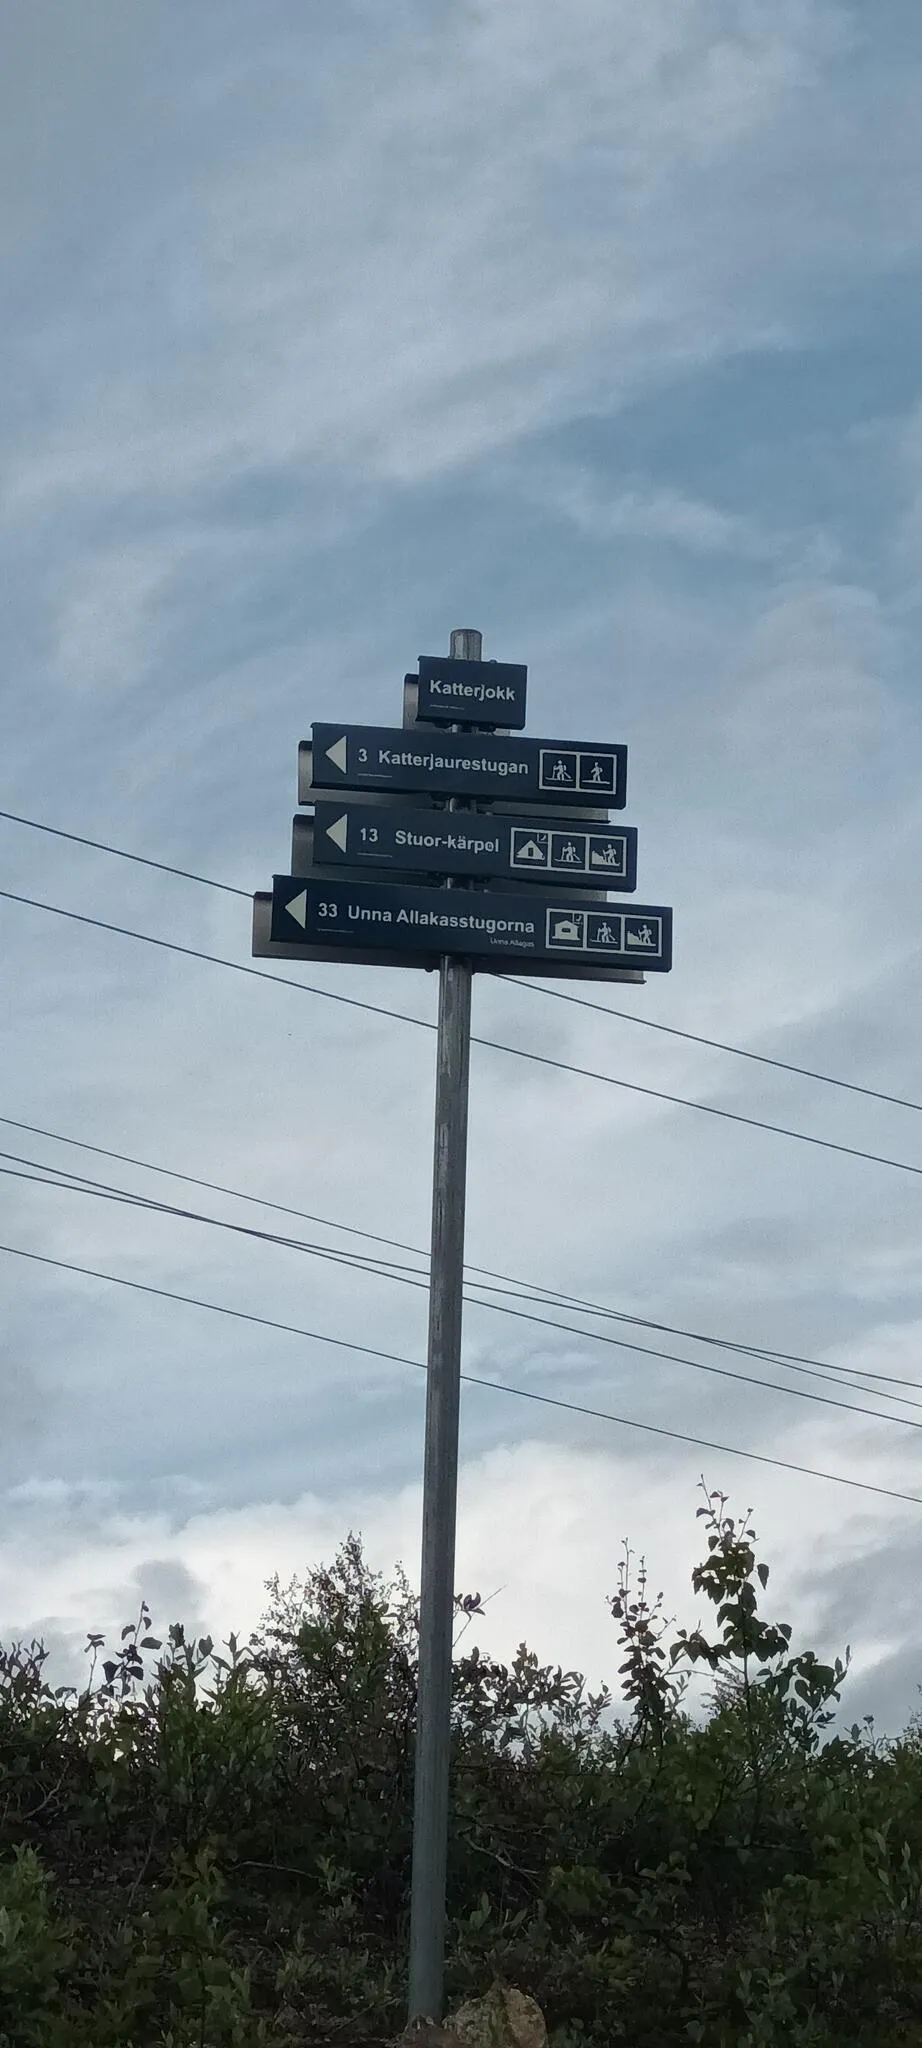 Katterjokk
3 Katterjaurestugan
13 Stuor-kärpel
33 Unna Allakasstugorna
Unna Allagas